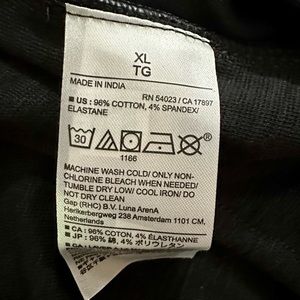 XL
TG
MADE IN INDIA
RN 54023 / CA 17897
■ US : 96% COTTON, 4% SPANDEX/
ELASTANE
30
1166
MACHINE WASH COLD/ ONLY NON-
CHLORINE BLEACH WHEN NEEDED/
TUMBLE DRY LOW/ COOL IRON/ DO
NOT DRY CLEAN
Gap (RHC) B.V. Luna ArenA
Herikerbergweg 238 Amsterdam 1101 CM,
Netherlands
■ CA : 96% COTON, 4% ÉLASTHANNE
■ JP : 96% 綿, 4% ポリウレタン